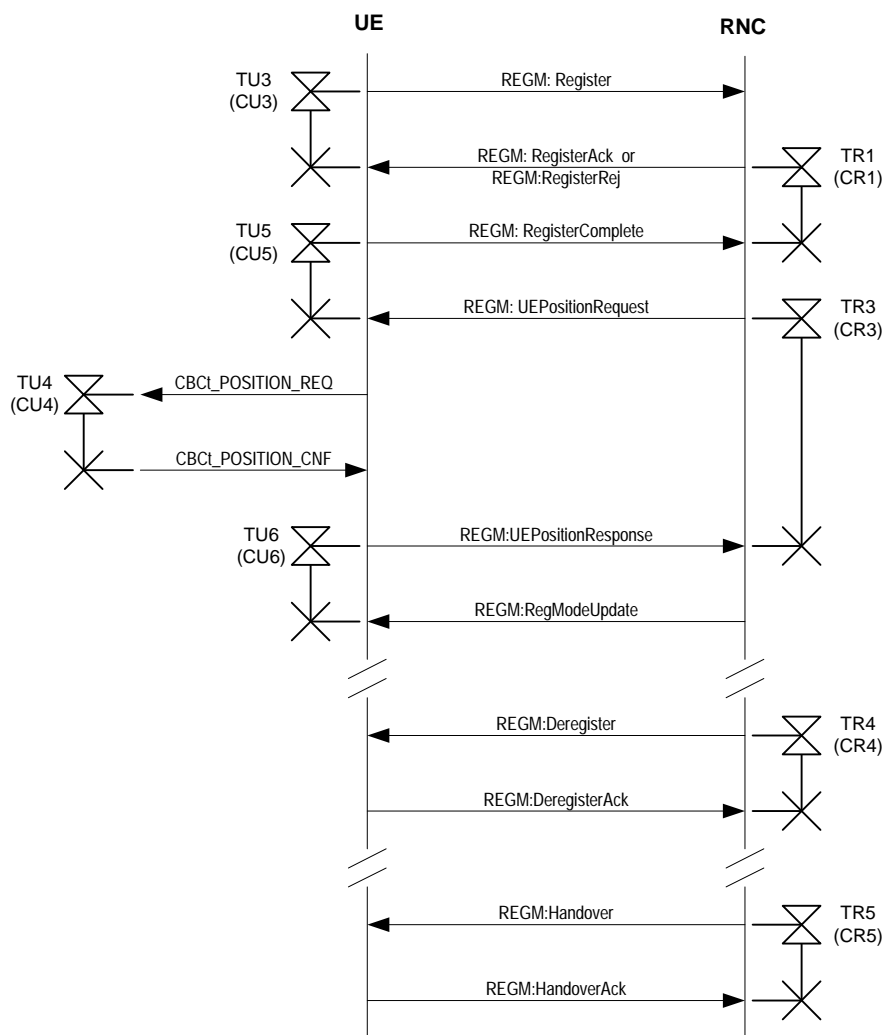 UE
RNC
TU3
(CU3)
REGM: Register
REGM: RegisterAck or
REGM:RegisterRej
TR1
(CR1)
TU5
(CU5)
REGM: RegisterComplete
REGM: UEPositionRequest
TR3
(CR3)
TU4
(CU4)
CBCt_POSITION_REQ
CBCt_POSITION_CNF
TU6
(CU6)
REGM:UEPositionResponse
REGM:RegModeUpdate
REGM:Deregister
TR4
(CR4)
REGM:DeregisterAck
REGM:Handover
TR5
(CR5)
REGM:HandoverAck